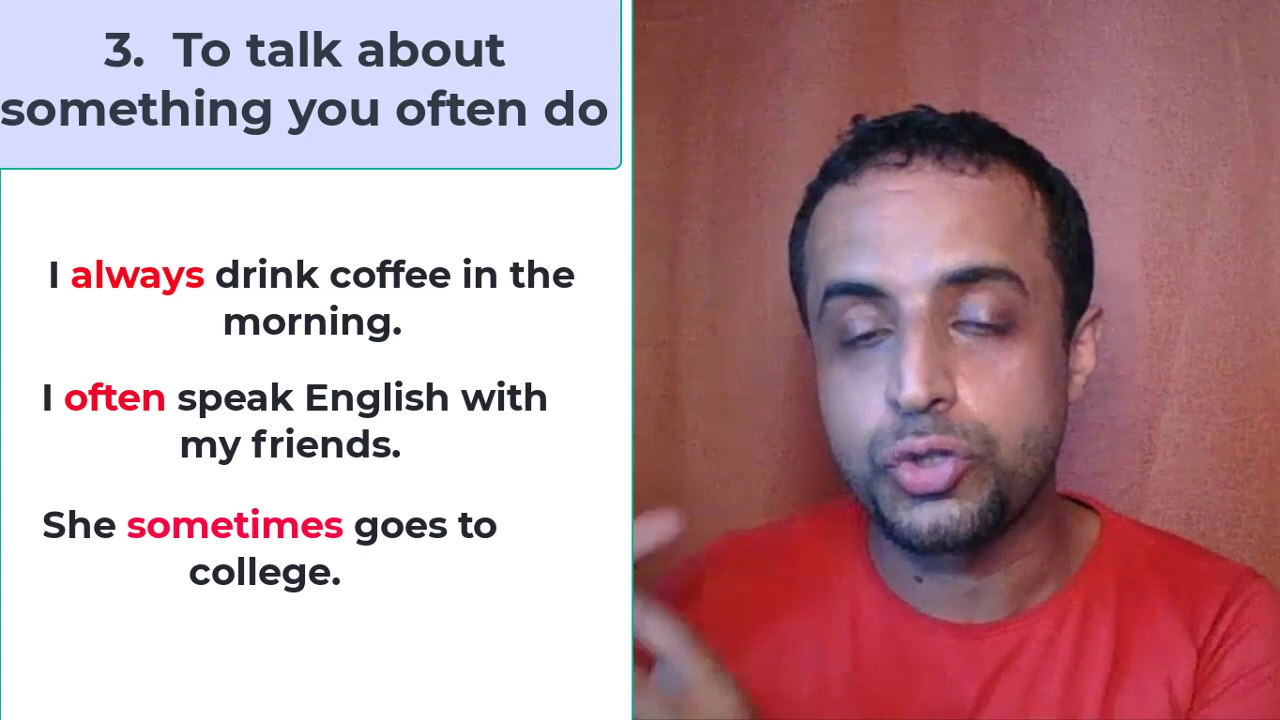 3. To talk about
something you often do
I always drink coffee in the
morning.
I often speak English with
my friends.
She sometimes goes to
college.